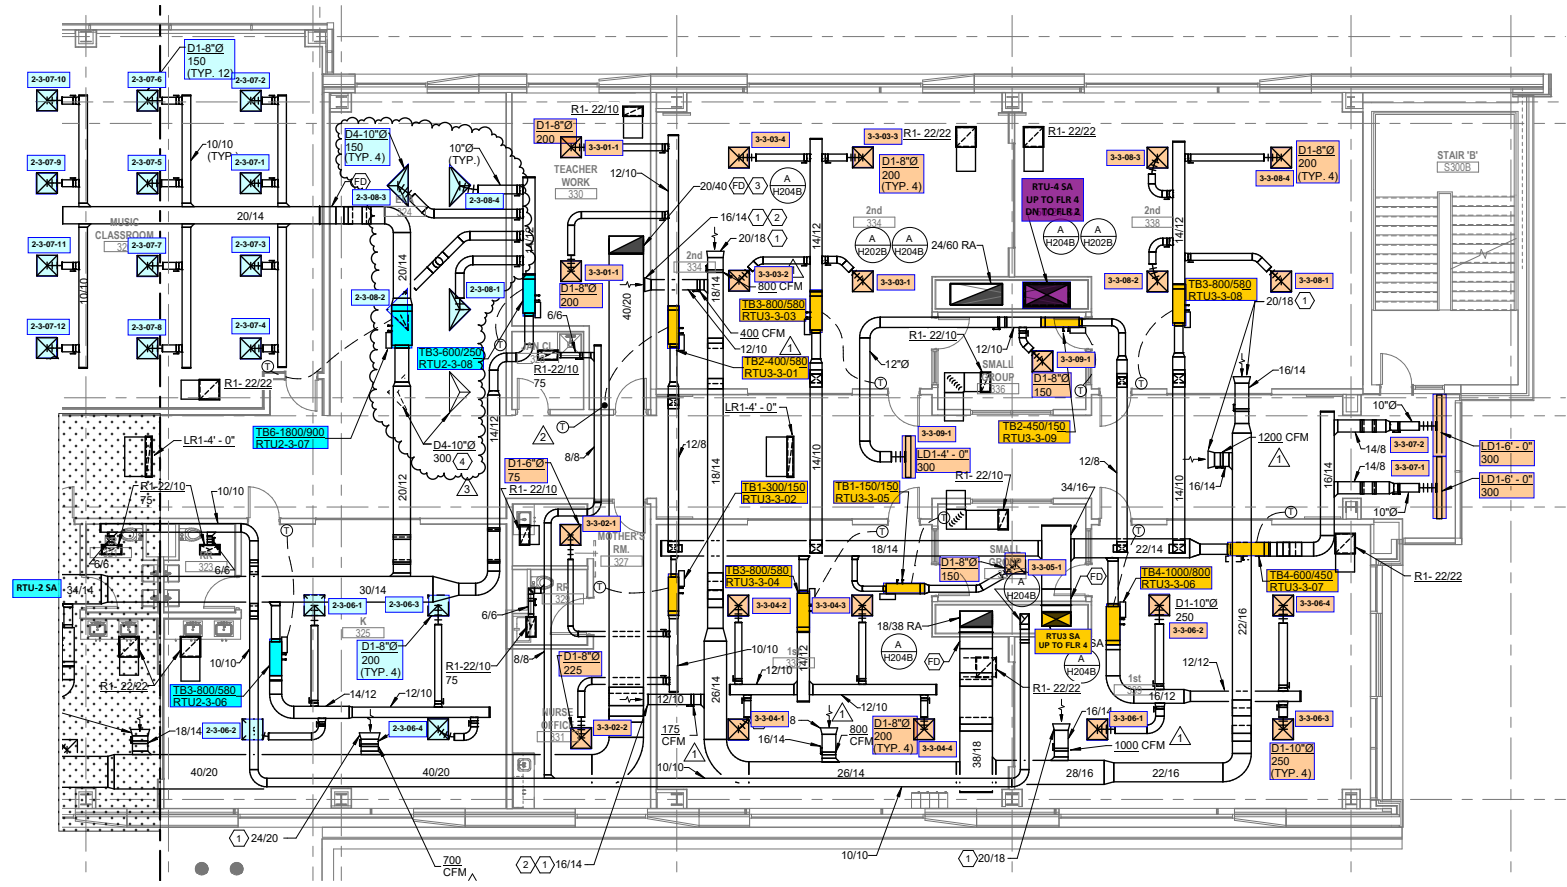 D1-8"Ø
150
(TYP. 12)
2-3-07-10
2-3-07-6
2-3-07-2
D4-10"Ø
150
(TYP. 4)
10"Ø
(TYP.)
10/10
(TYP
2-3-07-9
2-3-07-5
2-3-07-1
FD
2-3-08-3
2-3-08-4
324
20/14
MUSIC
CLASSROOM
2-3-07-11
2-3-07-7
2-3-07-3
20/14
14/12
10/10
2-3-08-2
2-3-08-1
2-3-07-12
2-3-07-8
2-3-07-4
T
TB3-600/250
RTU2-3-08
R1- 22/22
TB6-1800/900
RTU2-3-07
D4-10"Ø
300
4
3
LR1-4' - 0"
14/12
20/12
R1-22/10
75
10/10
6/6
6/6
323
RTU-2 SA
34/14
30/14
2-3-06-1
2-3-06-3
K
325
D1-8"Ø
200
(TYP. 4)
10/10
R1- 22/22
TB3-800/580
RTU2-3-06
14/12
12/10
2-3-06-2
2-3-06-4
18/14
40/20
40/20
1
24/20
700
CFM
R1- 22/10
D1-8"Ø
200
3-3-01-1
TEACHER
WORK
330
12/10
20/40
FD
3
A
H204B
16/14
1
2
20/18
1
2nd
334
3-3-01-1
D1-8"Ø
200
40/20
6/6
R1-22/10
75
T
2
8/8
D1-6"Ø
75
R1- 22/10
3-3-02-1
MOTHER'S
RM.
327
T
RR
6/6
R1-22/10
75
8/8
D1-8"Ø
225
NURSE
OFFICE
331
3-3-02-2
10/10
12/10
175
CFM
1
10/10
2
1
16/14
3-3-03-4
3-3-03-3
R1- 22/22
D1-8"Ø
200
(TYP. 4)
14/12
2nd
334
A
H202B
A
H204B
24/60 RA
3-3-03-2
800 CFM
3-3-03-1
TB3-800/580
RTU3-3-03
18/14
400 CFM
12/10
1
TB2-400/580
RTU3-3-01
12"Ø
T
LR1-4' - 0"
12/8
18/14
14/10
TB1-300/150
RTU3-3-02
TB1-150/150
RTU3-3-05
3-3-09-1
LD1-4' - 0"
300
R1- 22/10
T
T
18/14
TB3-800/580
RTU3-3-04
3-3-04-2
3-3-04-3
14/12
1st
12/10
12/10
26/14
3-3-04-1
1
16/14
800
CFM
D1-8"Ø
200
(TYP. 4)
3-3-04-4
26/14
10/10
18/38 RA
A
H204B
FD
38/18
R1- 22/22
RTU-4 SA
UP TO FLR 4
DN TO FLR 2
A
H204B
A
H202B
R1- 22/10
12/10
SMALL
GROUP
336
3-3-09-1
D1-8"Ø
150
T
TB2-450/150
RTU3-3-09
34/16
12/8
SMALL
D1-8"Ø
150
3-3-05-1
A
H204B
FD
RTU3 SA
UP TO FLR 4
SA
A
H204B
R1- 22/22
3-3-08-3
3-3-08-4
D1-8"Ø
200
(TYP. 4)
2nd
338
14/12
3-3-08-2
3-3-08-1
TB3-800/580
RTU3-3-08
20/18
1
T
16/14
1200 CFM
1
16/14
14/10
16/14
22/14
T
T
TB4-1000/800
RTU3-3-06
TB4-600/450
RTU3-3-07
D1-10"Ø
250
3-3-06-2
3-3-06-4
22/16
12/12
1st
16/12
3-3-06-1
16/14
1000 CFM
1
3-3-06-3
D1-10"Ø
250
(TYP. 4)
28/16
22/16
1
20/18
STAIR 'B'
S300B
10"Ø
3-3-07-2
14/8
3-3-07-1
14/8
10"Ø
LD1-6' - 0"
300
LD1-6' - 0"
300
R1- 22/22